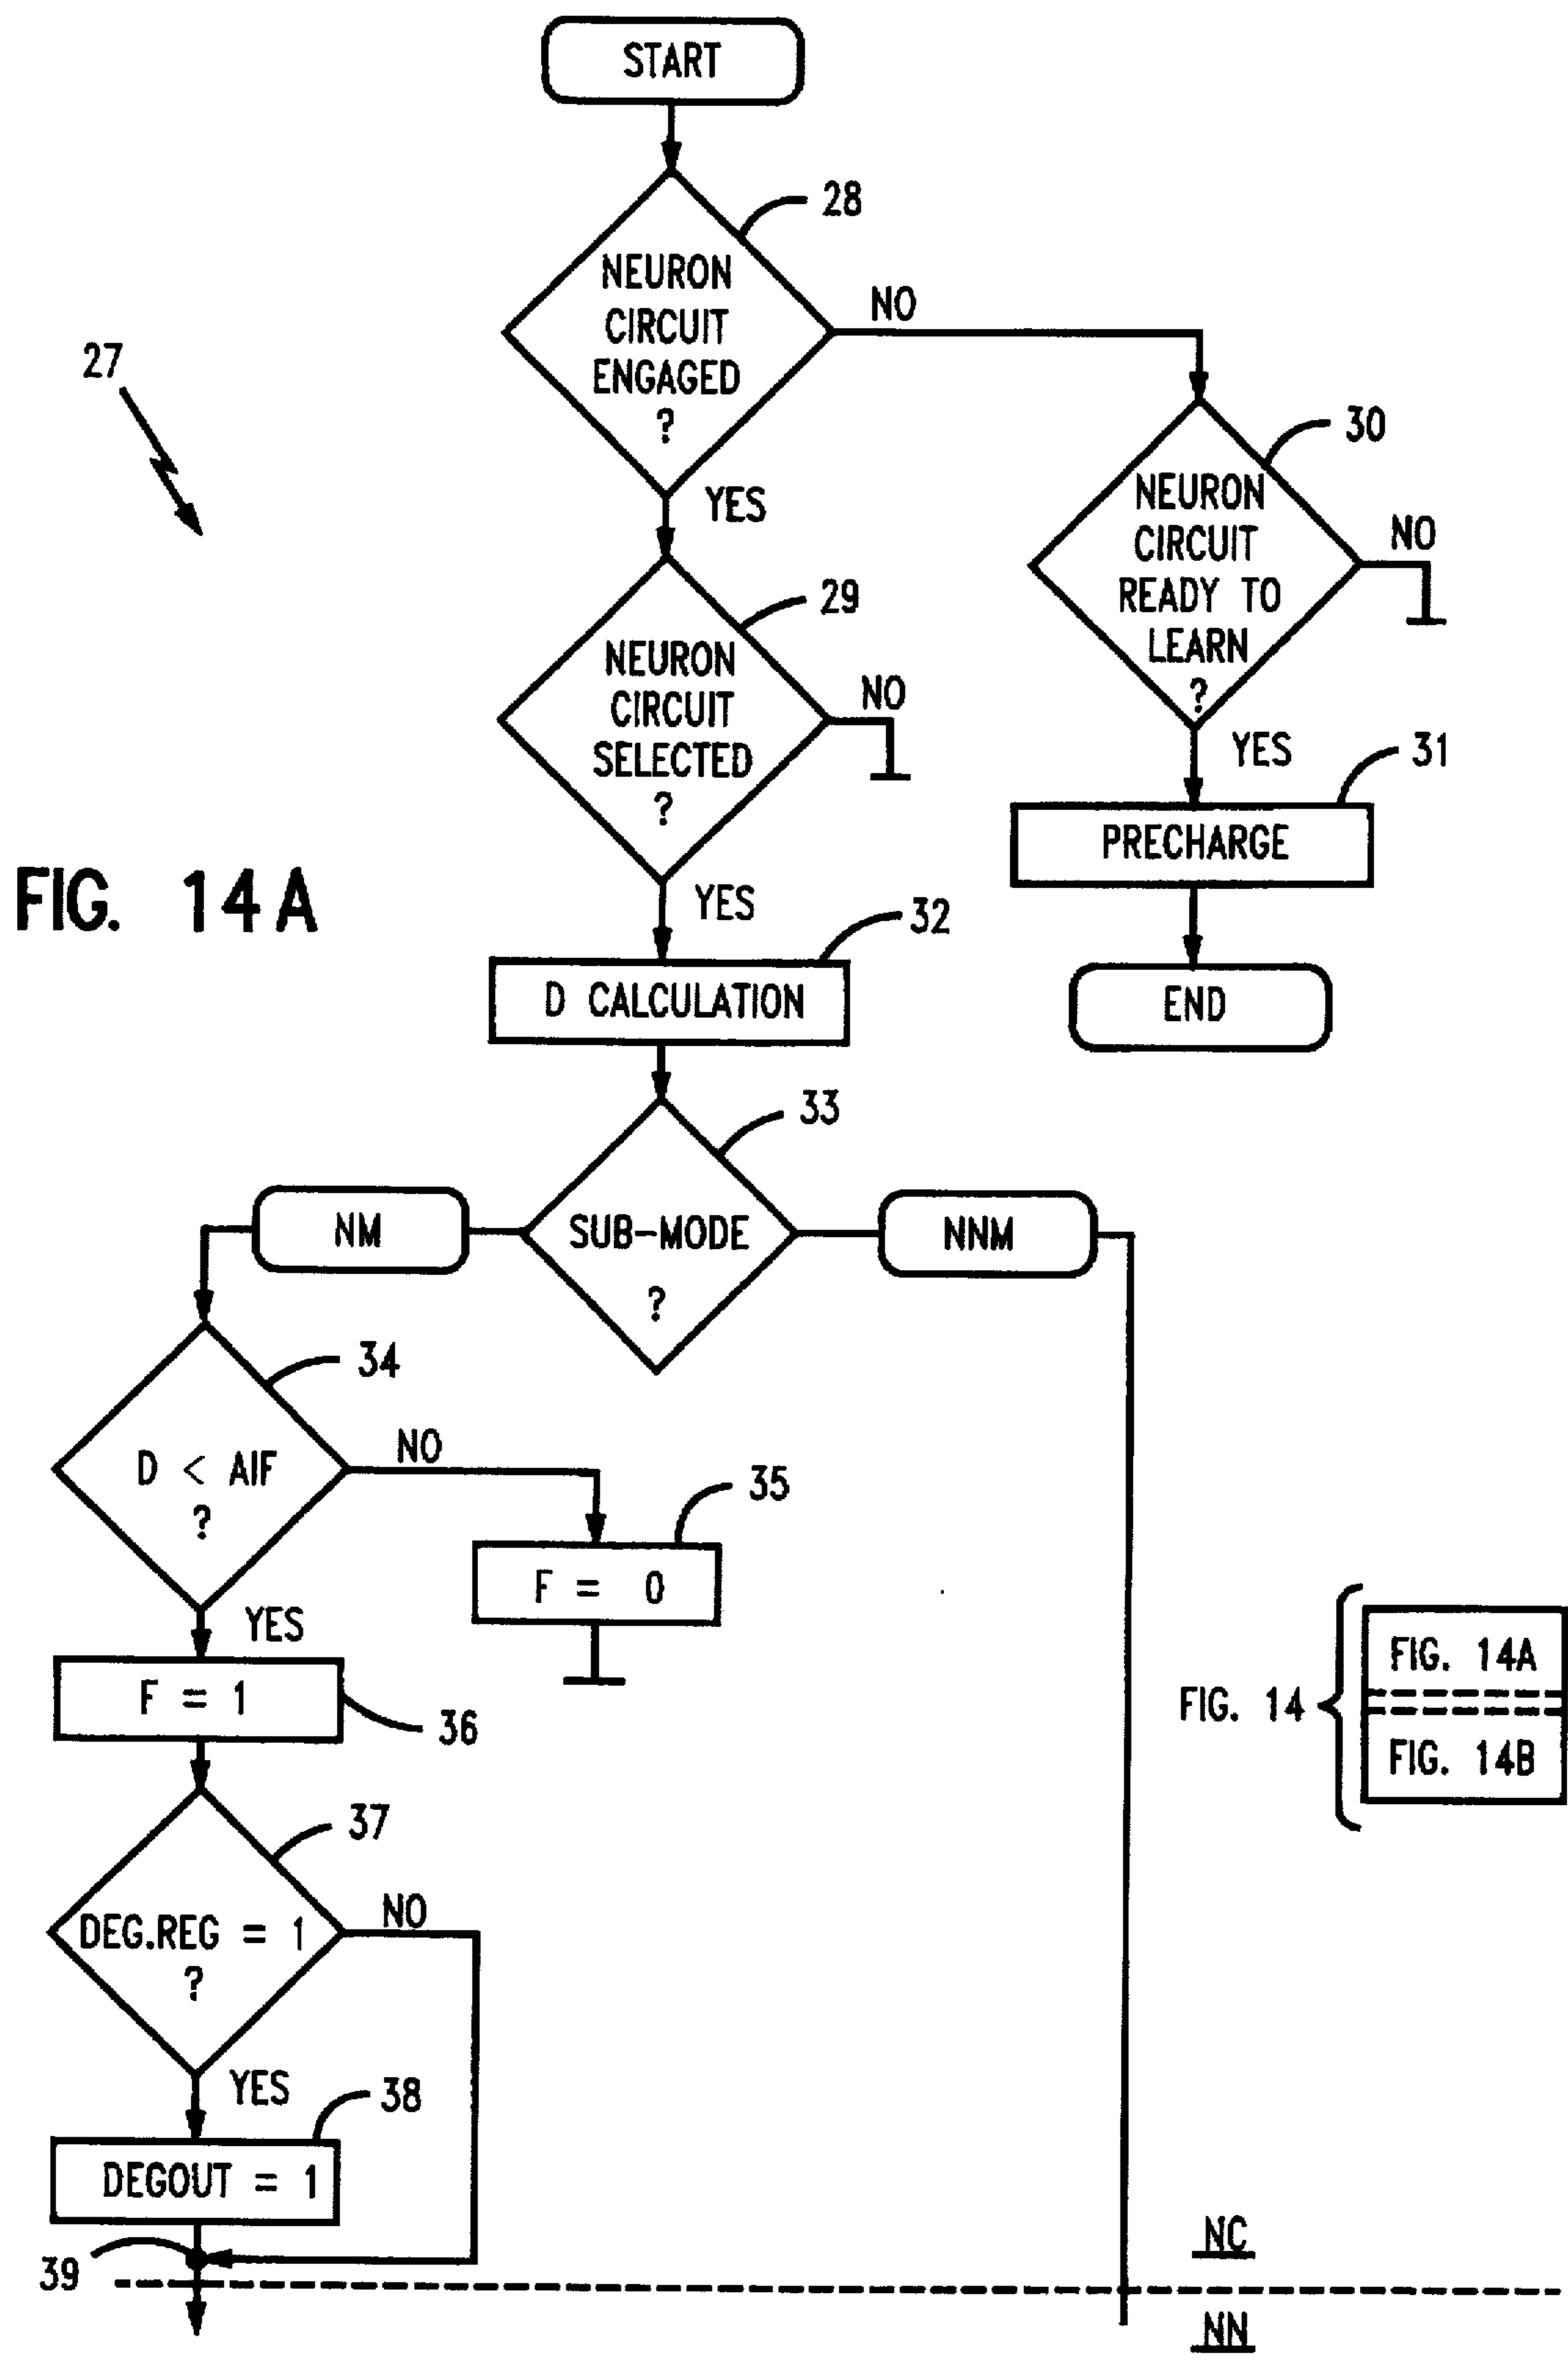 START
28
NEURON
CIRCUIT
ENGAGED
?
NO
YES
27
30
NEURON
CIRCUIT
READY TO
LEARN
?
NO
YES
29
NEURON
CIRCUIT
SELECTED
?
NO
YES
31
PRECHARGE
END
FIG. 14A
32
D CALCULATION
33
SUB-MODE
?
NM
NNM
34
D < AIF
?
NO
YES
35
F = 0
36
F = 1
37
DEG.REG = 1
?
NO
YES
38
DEGOUT = 1
39
FIG. 14
FIG. 14A
FIG. 14B
NC
NN